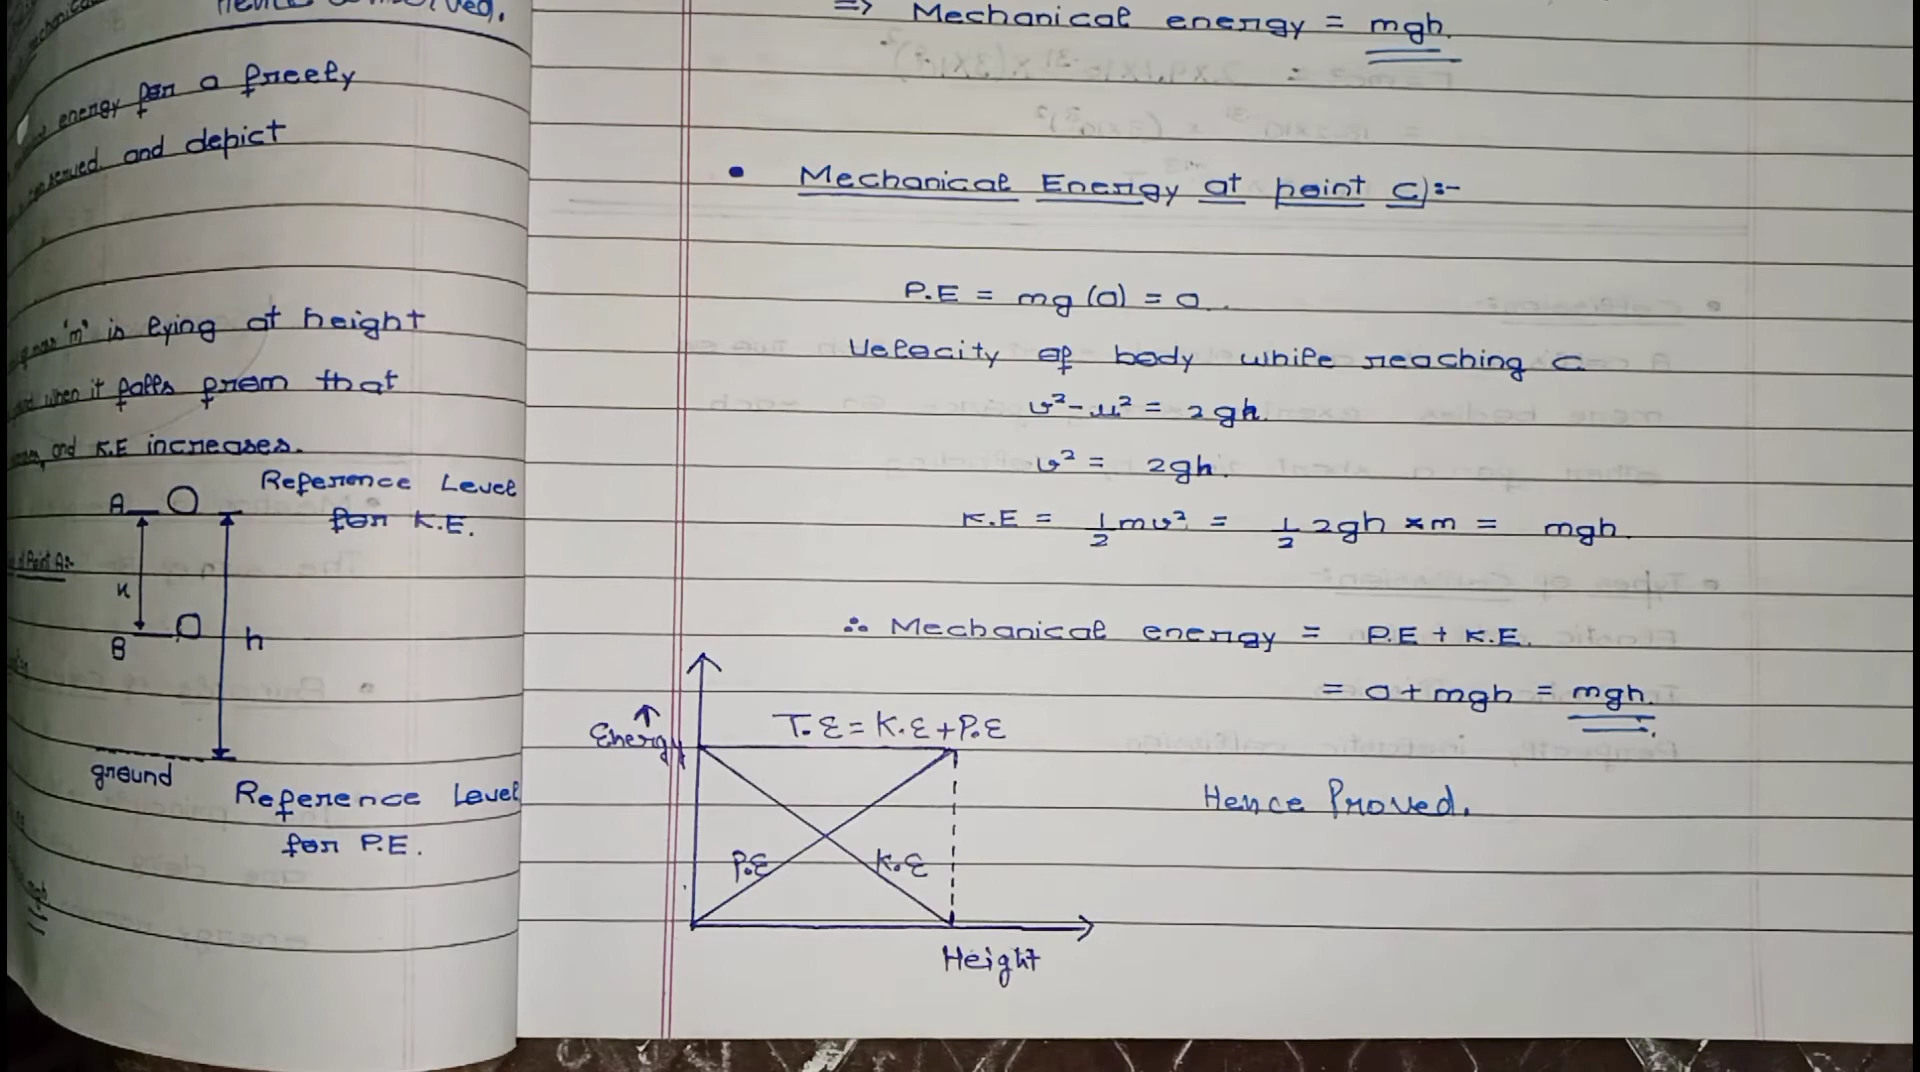 energy for a freely
and depict
'm' is lying at height
when it falls from that
and K.E increases.
Reference Level
for K.E.
A
x
B
h
ground
Reference Level
for P.E.
=> Mechanical energy = mgh.
• Mechanical Energy at point C):-
P.E = mg (0) = 0.
Velocity of body while reaching C
v² - u² = 2gh.
v² = 2gh.
K.E = 1/2 mv² = 1/2 2gh × m = mgh.
∴ Mechanical energy = P.E + K.E.
= 0 + mgh = mgh.
Energy ↑
T.E = K.E + P.E
P.E
K.E
Height
Hence Proved.